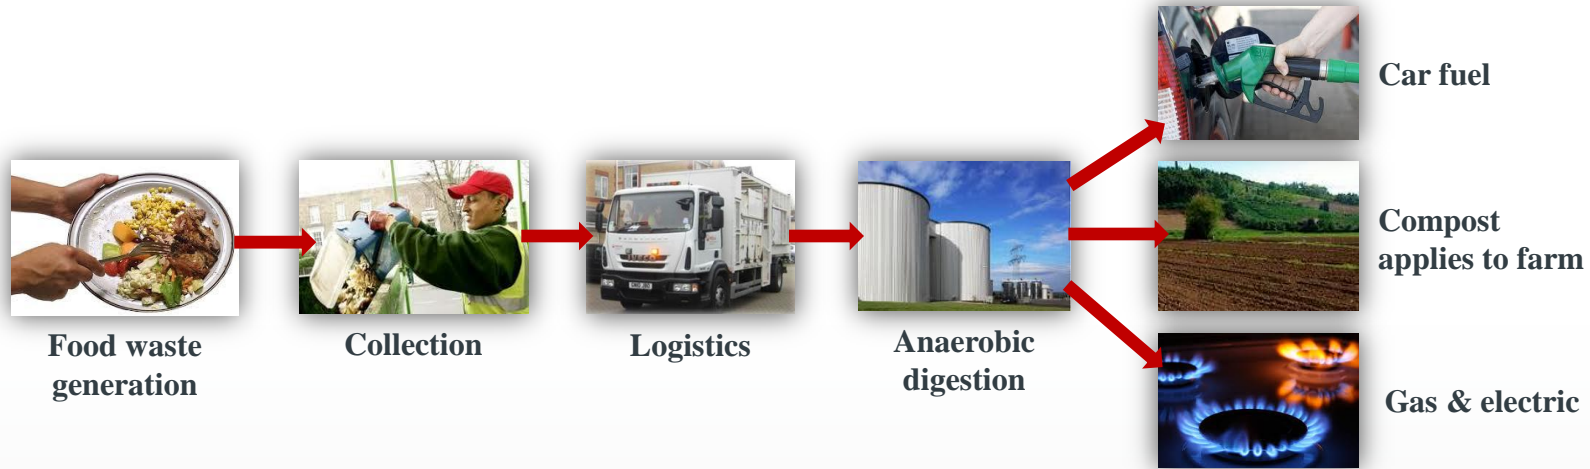 Car fuel
Food waste
generation
Collection
Logistics
Anaerobic
digestion
Compost
applies to farm
Gas & electric